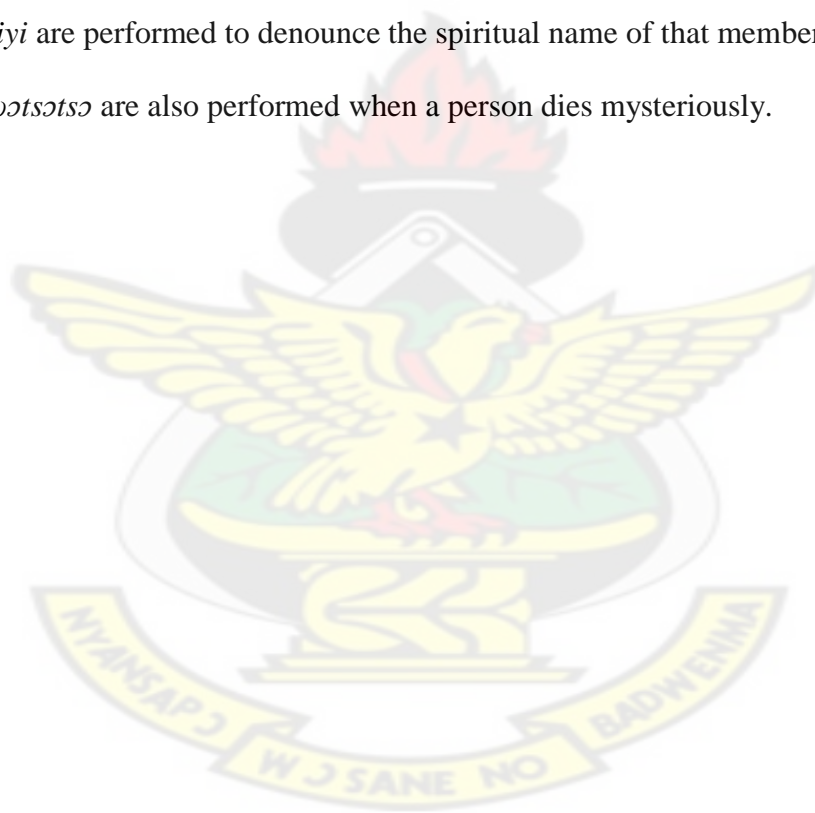 iyi are performed to denounce the spiritual name of that member
ɔtsɔtsɔ are also performed when a person dies mysteriously.
NYANSAPƆ
WƆSANE NO
BADWENMA